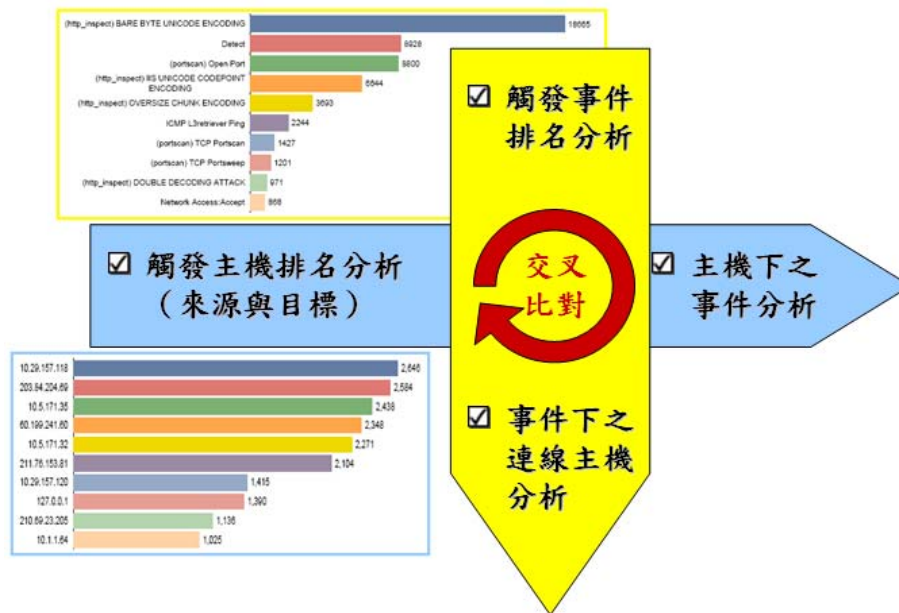 (http_inspect) BARE BYTE UNICODE ENCODING 18665
Detect 8928
(portscan) Open Port 8800
(http_inspect) IIS UNICODE CODEPOINT
ENCODING 6644
(http_inspect) OVERSIZE CHUNK ENCODING 3693
ICMP L3retriever Ping 2244
(portscan) TCP Portscan 1427
(portscan) TCP Portsweep 1201
(http_inspect) DOUBLE DECODING ATTACK 971
Network Access:Accept 868
觸發事件
排名分析
觸發主機排名分析
(來源與目標)
交叉
比對
主機下之
事件分析
10.29.157.118 2,646
203.84.204.69 2,584
10.5.171.35 2,438
60.199.241.60 2,348
10.5.171.32 2,271
211.76.153.81 2,104
10.29.157.120 1,415
127.0.0.1 1,390
210.69.23.205 1,136
10.1.1.64 1,025
事件下之
連線主機
分析